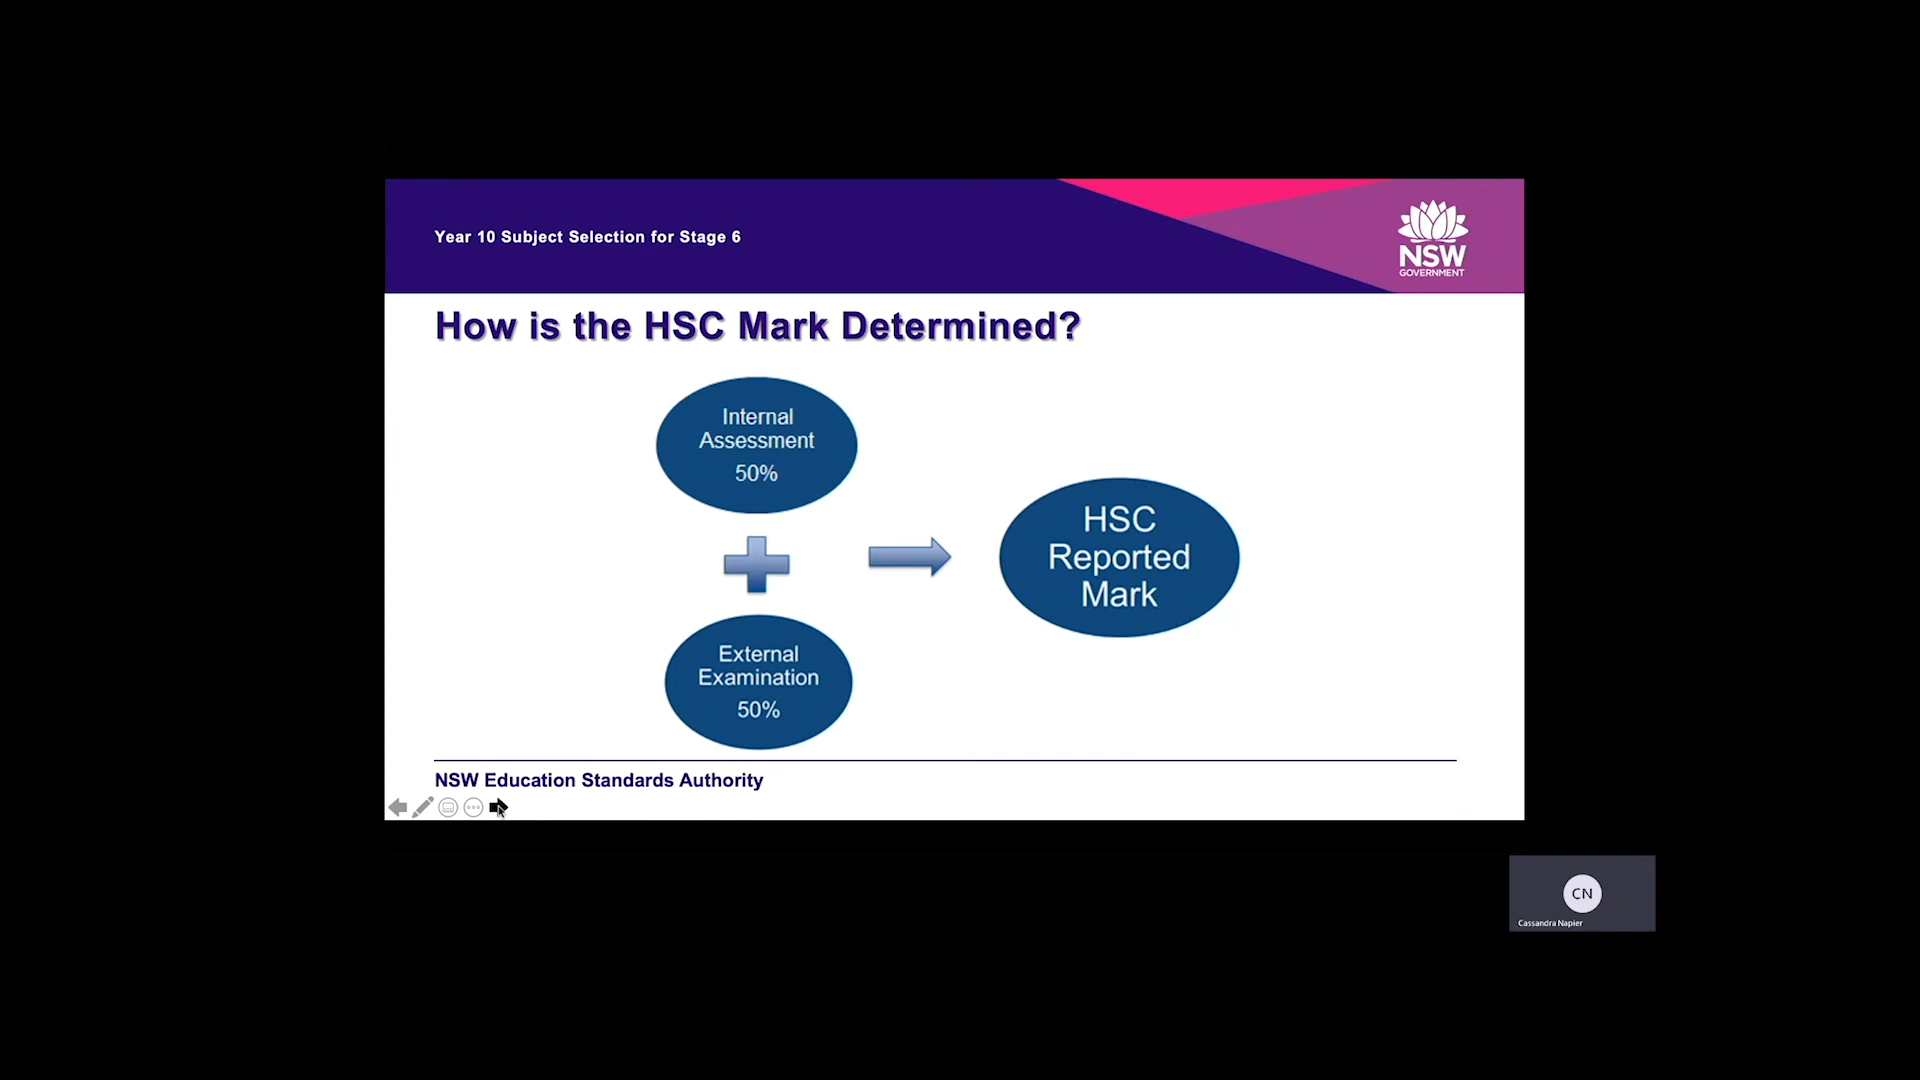 Year 10 Subject Selection for Stage 6
NSW
GOVERNMENT
How is the HSC Mark Determined?
Internal
Assessment
50%
HSC
Reported
Mark
External
Examination
50%
NSW Education Standards Authority
CN
Cassandra Napier